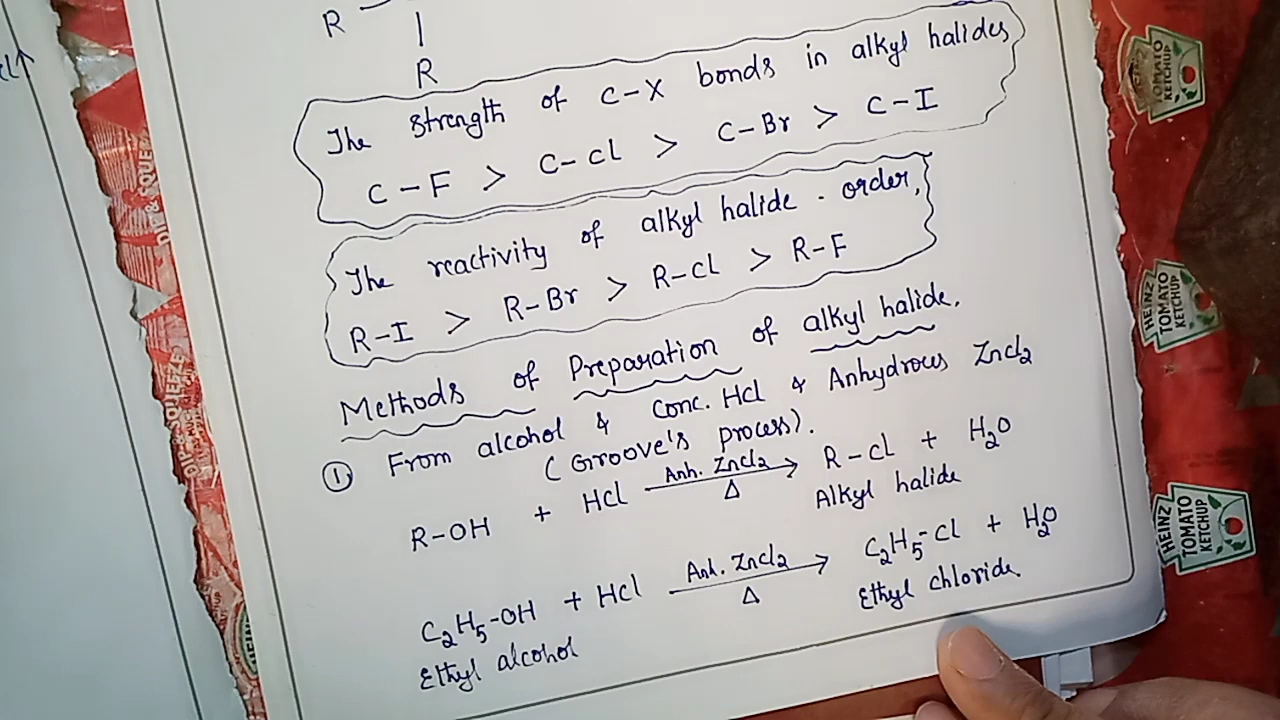 R
R
The strength of C-X bonds in alkyl halides
C-F > C-Cl > C-Br > C-I
The reactivity of alkyl halide . order,
R-I > R-Br > R-Cl > R-F
Methods of Preparation of alkyl halide.
① From alcohol & Conc. HCl & Anhydrous ZnCl2
(Groove's process).
R-OH + HCl Anh. ZnCl2 Δ → R-Cl + H2O
Alkyl halide
C2H5-OH + HCl Anh. ZnCl2 Δ → C2H5-Cl + H2O
Ethyl alcohol Ethyl chloride
TOMATO KETCHUP
HEINZ TOMATO KETCHUP
HEINZ TOMATO KETCHUP
DIP & SQUEEZE